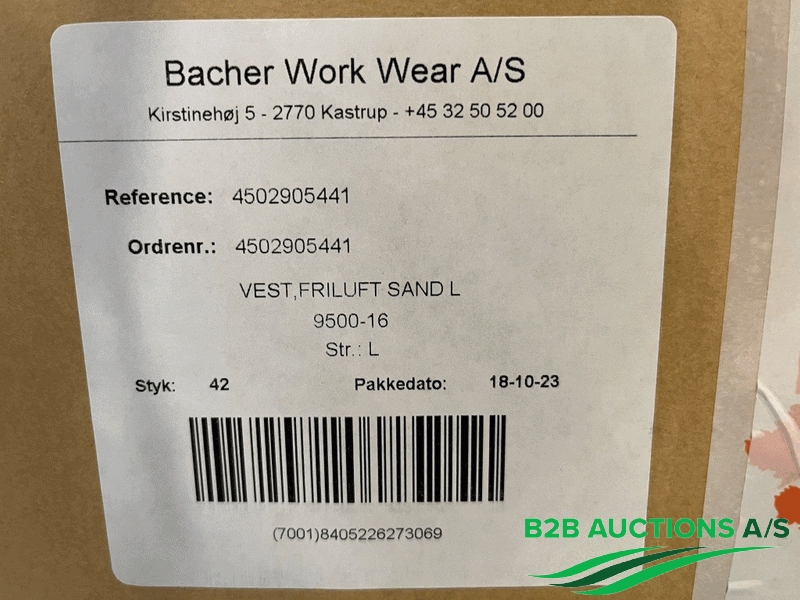 Bacher Work Wear A/S
Kirstinehøj 5 - 2770 Kastrup - +45 32 50 52 00
Reference: 4502905441
Ordrenr.: 4502905441
VEST,FRILUFT SAND L
9500-16
Str.: L
Styk: 42 Pakkedato: 18-10-23
(7001)8405226273069
B2B AUCTIONS A/S